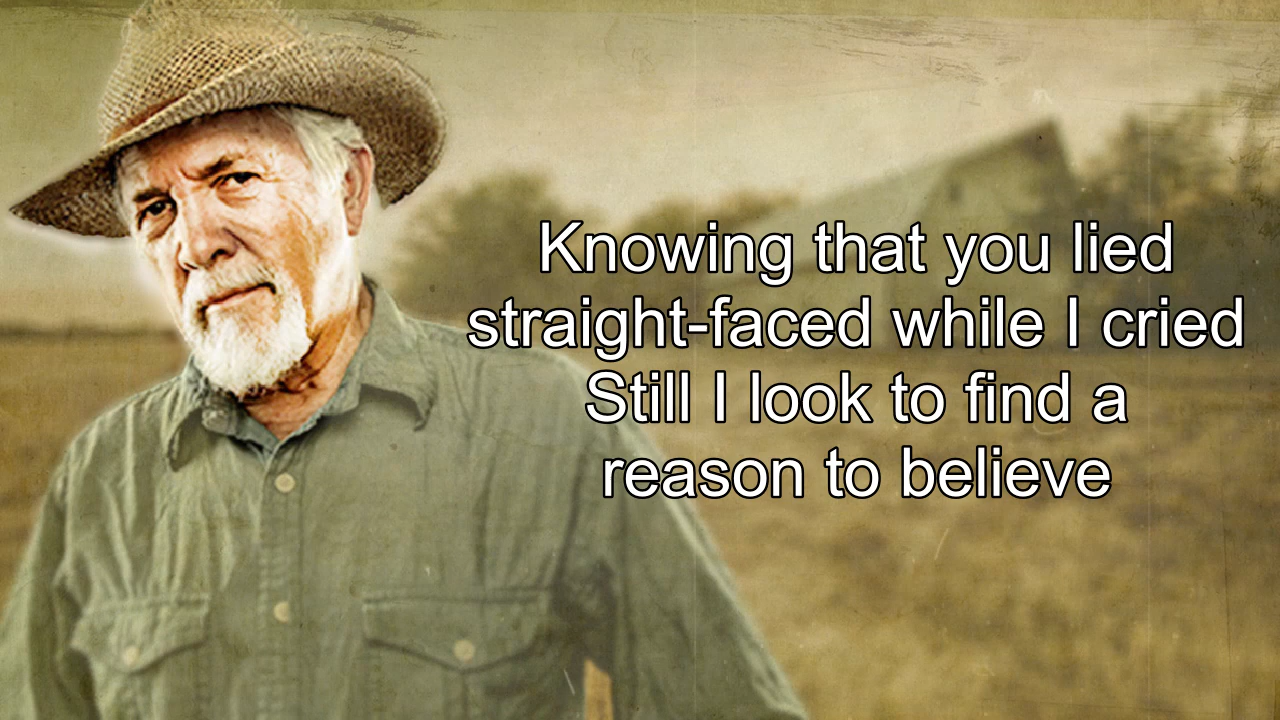 Knowing that you lied
straight-faced while I cried
Still I look to find a
reason to believe